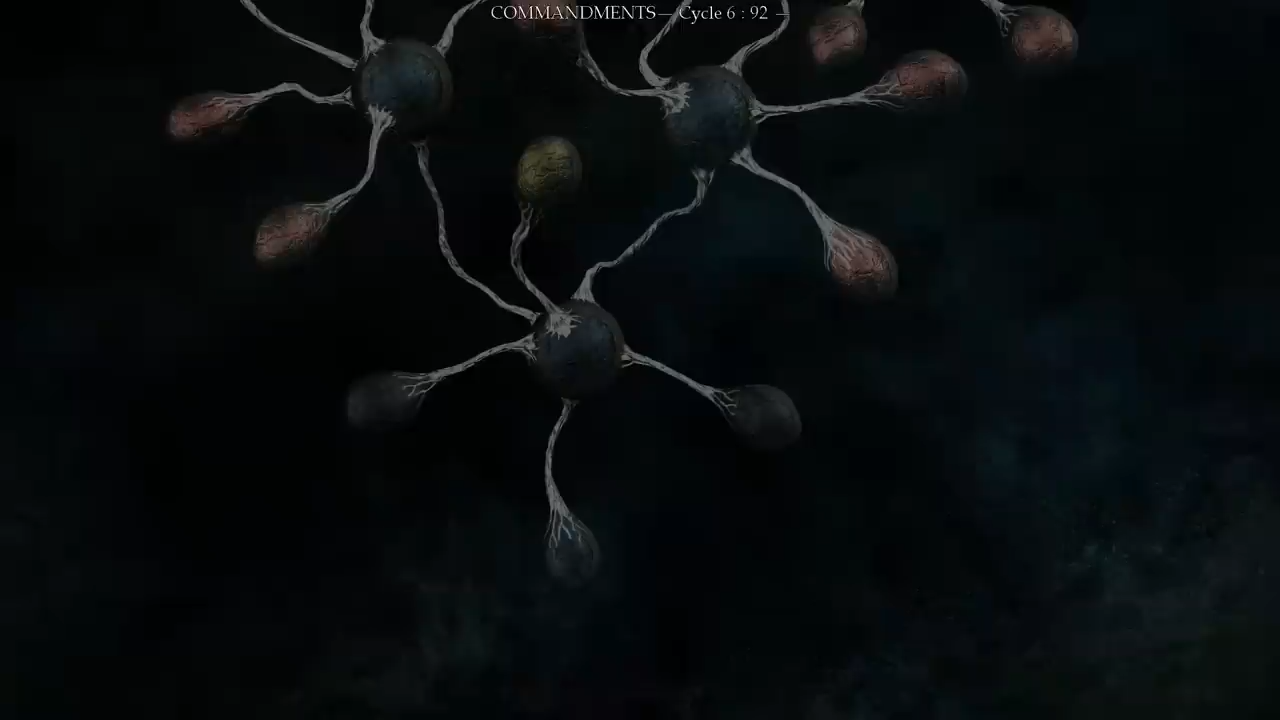 COMMANDMENTS — Cycle 6 : 92 —